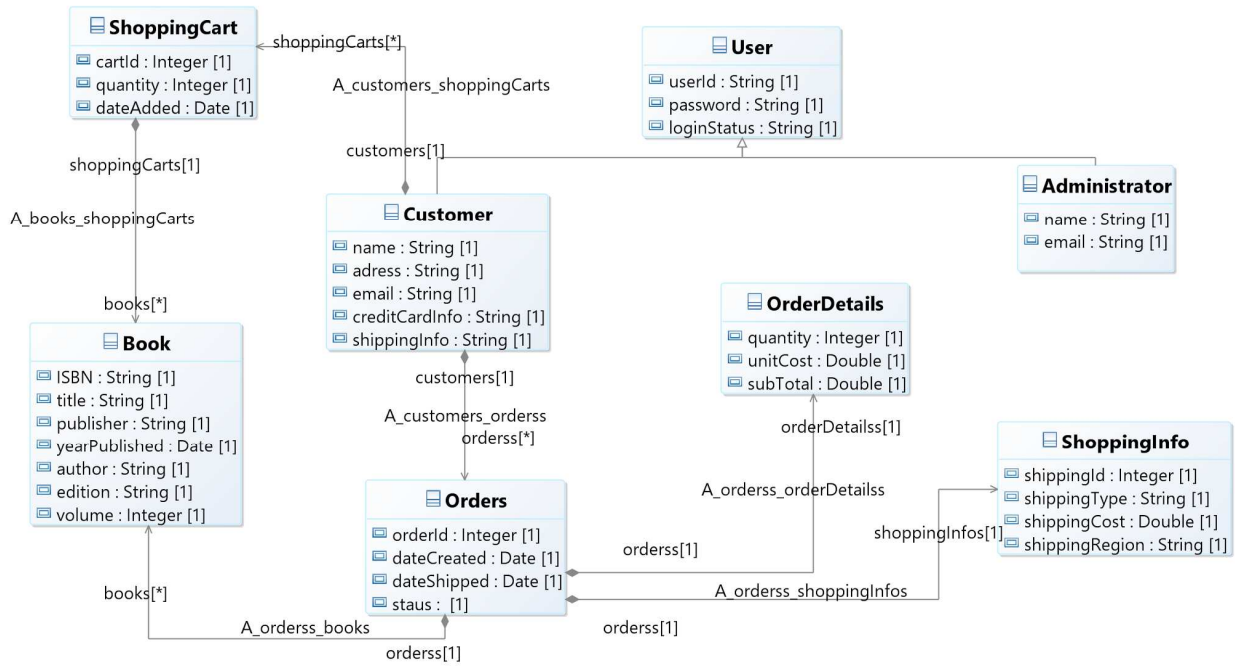 ShoppingCart
cartId : Integer [1]
quantity : Integer [1]
dateAdded : Date [1]
shoppingCarts[*]
A_customers_shoppingCarts
customers[1]
User
userId : String [1]
password : String [1]
loginStatus : String [1]
Administrator
name : String [1]
email : String [1]
shoppingCarts[1]
A_books_shoppingCarts
books[*]
Customer
name : String [1]
adress : String [1]
email : String [1]
creditCardInfo : String [1]
shippingInfo : String [1]
customers[1]
A_customers_orderss
orderss[*]
Book
ISBN : String [1]
title : String [1]
publisher : String [1]
yearPublished : Date [1]
author : String [1]
edition : String [1]
volume : Integer [1]
OrderDetails
quantity : Integer [1]
unitCost : Double [1]
subTotal : Double [1]
orderDetailss[1]
A_orderss_orderDetailss
orderss[1]
ShoppingInfo
shippingId : Integer [1]
shippingType : String [1]
shippingCost : Double [1]
shippingRegion : String [1]
shoppingInfos[1]
A_orderss_shoppingInfos
orderss[1]
Orders
orderId : Integer [1]
dateCreated : Date [1]
dateShipped : Date [1]
staus : [1]
books[*]
A_orderss_books
orderss[1]